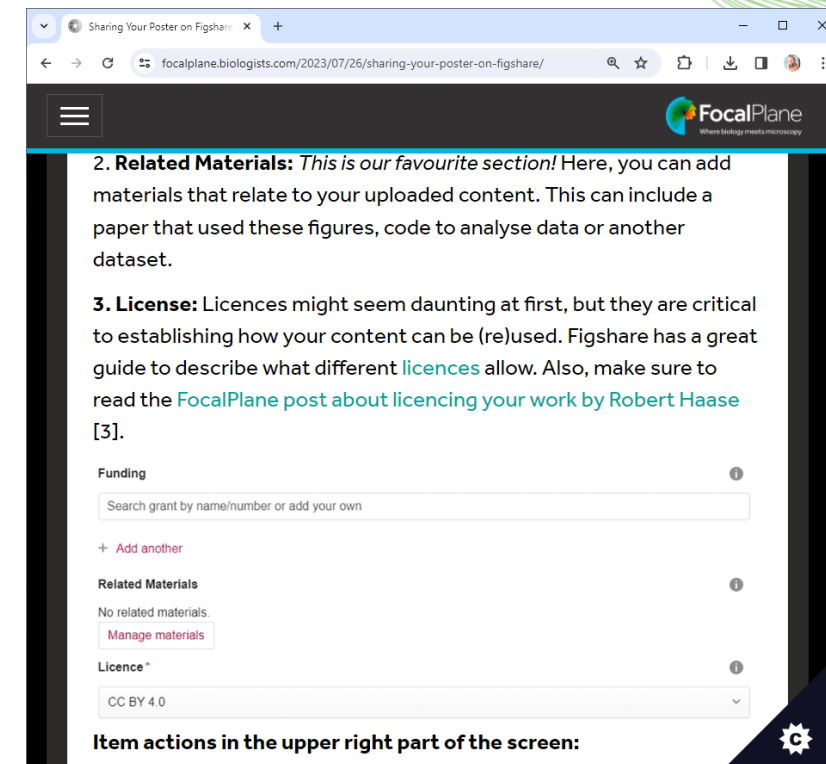 Sharing Your Poster on Figshare
focalplane.biologists.com/2023/07/26/sharing-your-poster-on-figshare/
FocalPlane
Where biology meets microscopy
2. Related Materials: This is our favourite section! Here, you can add
materials that relate to your uploaded content. This can include a
paper that used these figures, code to analyse data or another
dataset.
3. License: Licences might seem daunting at first, but they are critical
to establishing how your content can be (re)used. Figshare has a great
guide to describe what different licences allow. Also, make sure to
read the FocalPlane post about licencing your work by Robert Haase
[3].
Funding
Search grant by name/number or add your own
+ Add another
Related Materials
No related materials.
Manage materials
Licence*
CC BY 4.0
Item actions in the upper right part of the screen: